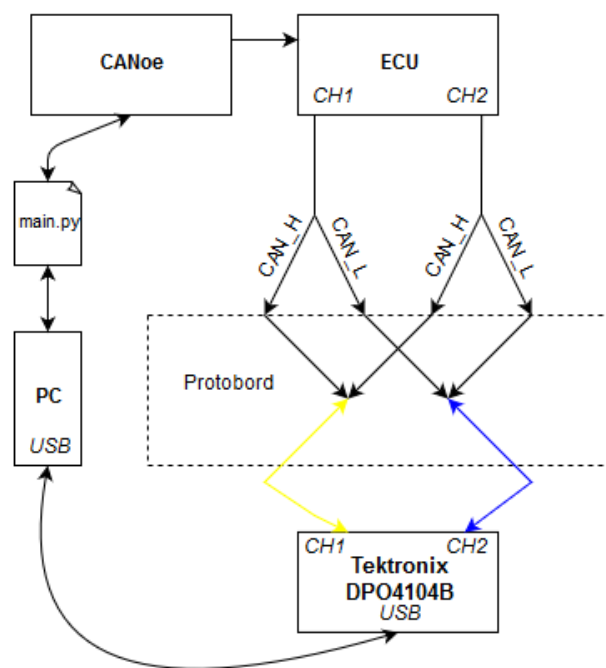 CANoe
ECU
CH1
CH2
main.py
CAN_H
CAN_L
CAN_H
CAN_L
Protobord
PC
USB
CH1
CH2
Tektronix
DPO4104B
USB